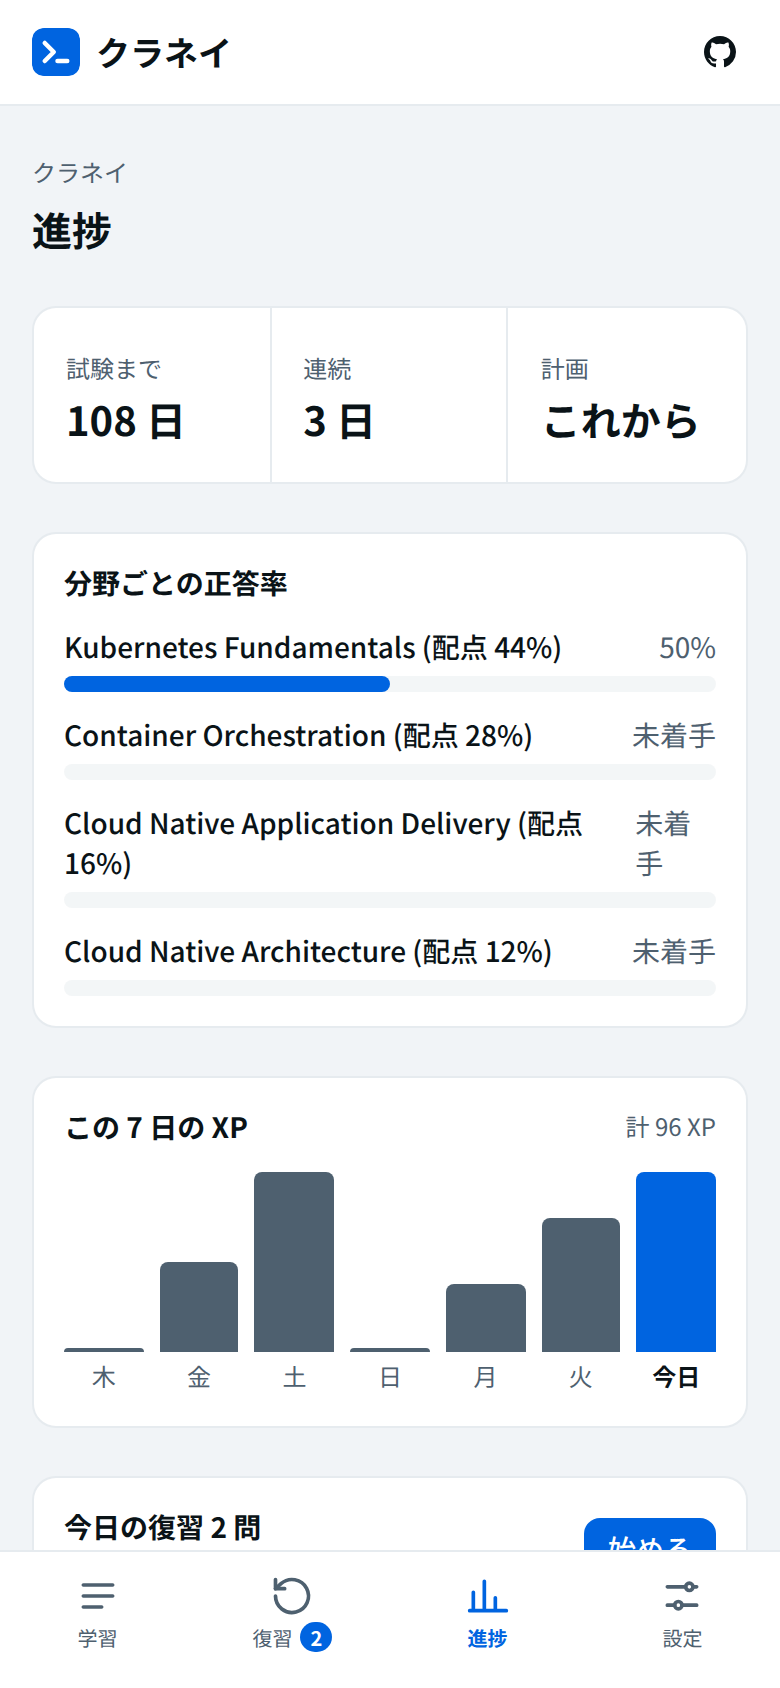 クラネイ
クラネイ
進捗
試験まで
108 日
連続
3 日
計画
これから
分野ごとの正答率
Kubernetes Fundamentals (配点 44%) 50%
Container Orchestration (配点 28%) 未着手
Cloud Native Application Delivery (配点 未着
16%) 手
Cloud Native Architecture (配点 12%) 未着手
この 7 日の XP 計 96 XP
木 金 土 日 月 火 今日
今日の復習 2 問
始める
学習 復習 2 進捗 設定